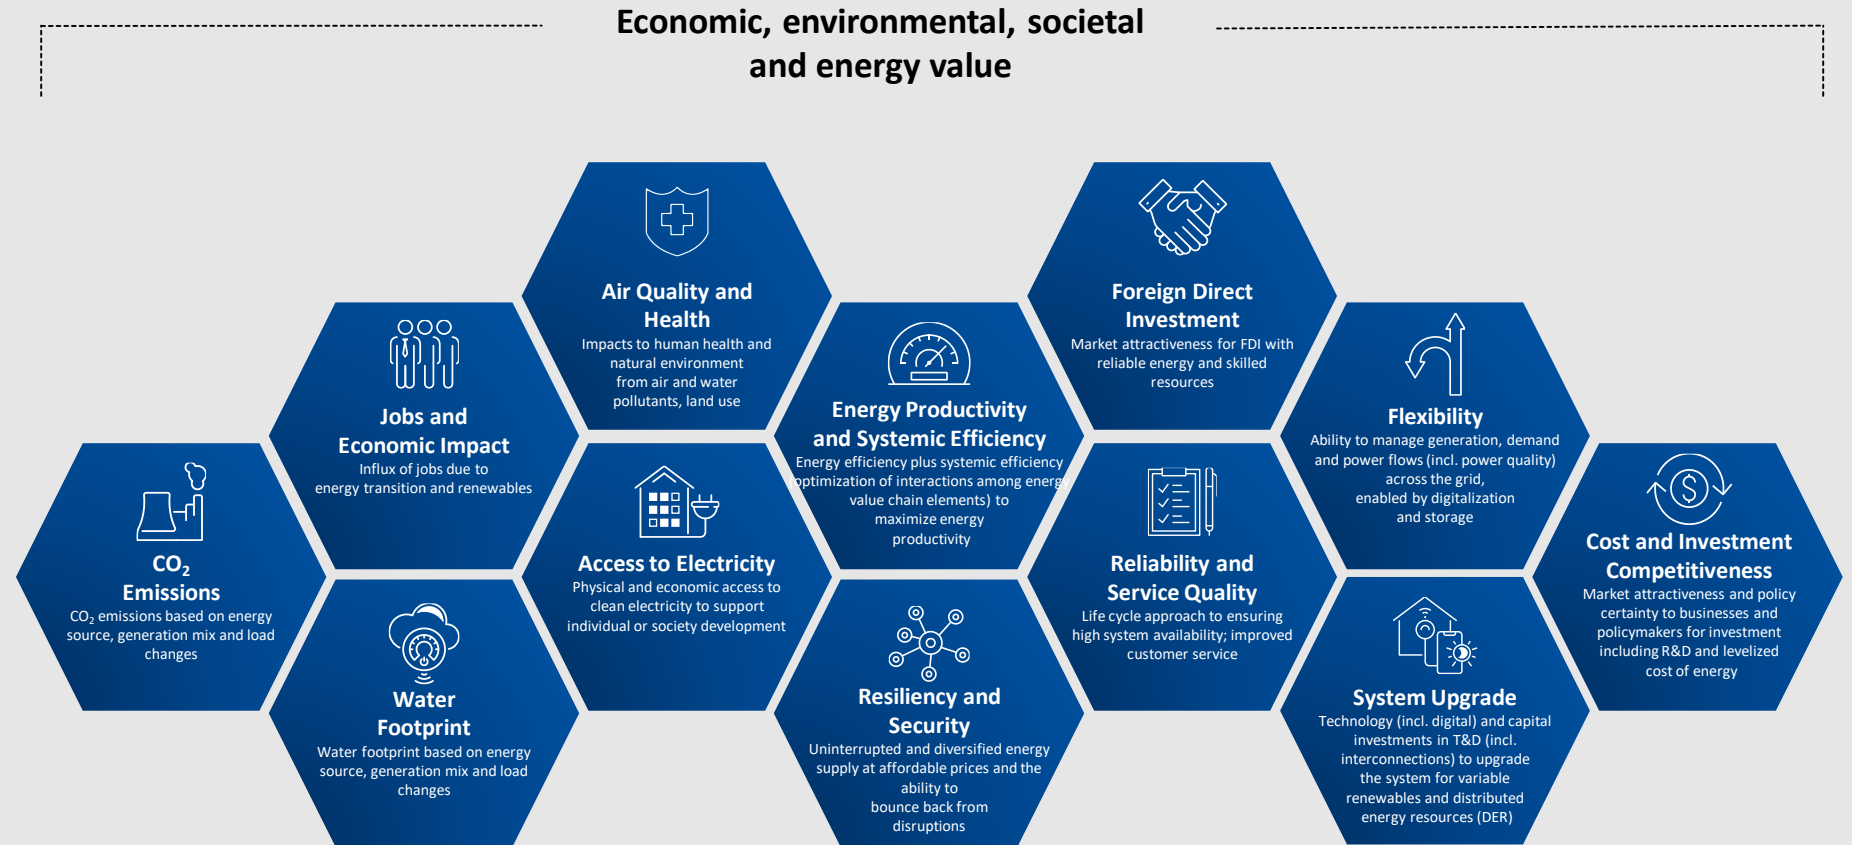 Economic, environmental, societal
and energy value
CO₂
Emissions
CO₂ emissions based on energy
source, generation mix and load
changes
Jobs and
Economic Impact
Influx of jobs due to
energy transition and renewables
Water
Footprint
Water footprint based on energy
source, generation mix and load
changes
Air Quality and
Health
Impacts to human health and
natural environment
from air and water
pollutants, land use
Access to Electricity
Physical and economic access to
clean electricity to support
individual or society development
Energy Productivity
and Systemic Efficiency
Energy efficiency plus systemic efficiency
(optimization of interactions among energy
value chain elements) to
maximize energy
productivity
Resiliency and
Security
Uninterrupted and diversified energy
supply at affordable prices and the
ability to
bounce back from
disruptions
Foreign Direct
Investment
Market attractiveness for FDI with
reliable energy and skilled
resources
Reliability and
Service Quality
Life cycle approach to ensuring
high system availability; improved
customer service
Flexibility
Ability to manage generation, demand
and power flows (incl. power quality)
across the grid,
enabled by digitalization
and storage
System Upgrade
Technology (incl. digital) and capital
investments in T&D (incl.
interconnections) to upgrade
the system for variable
renewables and distributed
energy resources (DER)
$
Cost and Investment
Competitiveness
Market attractiveness and policy
certainty to businesses and
policymakers for investment
including R&D and levelized
cost of energy